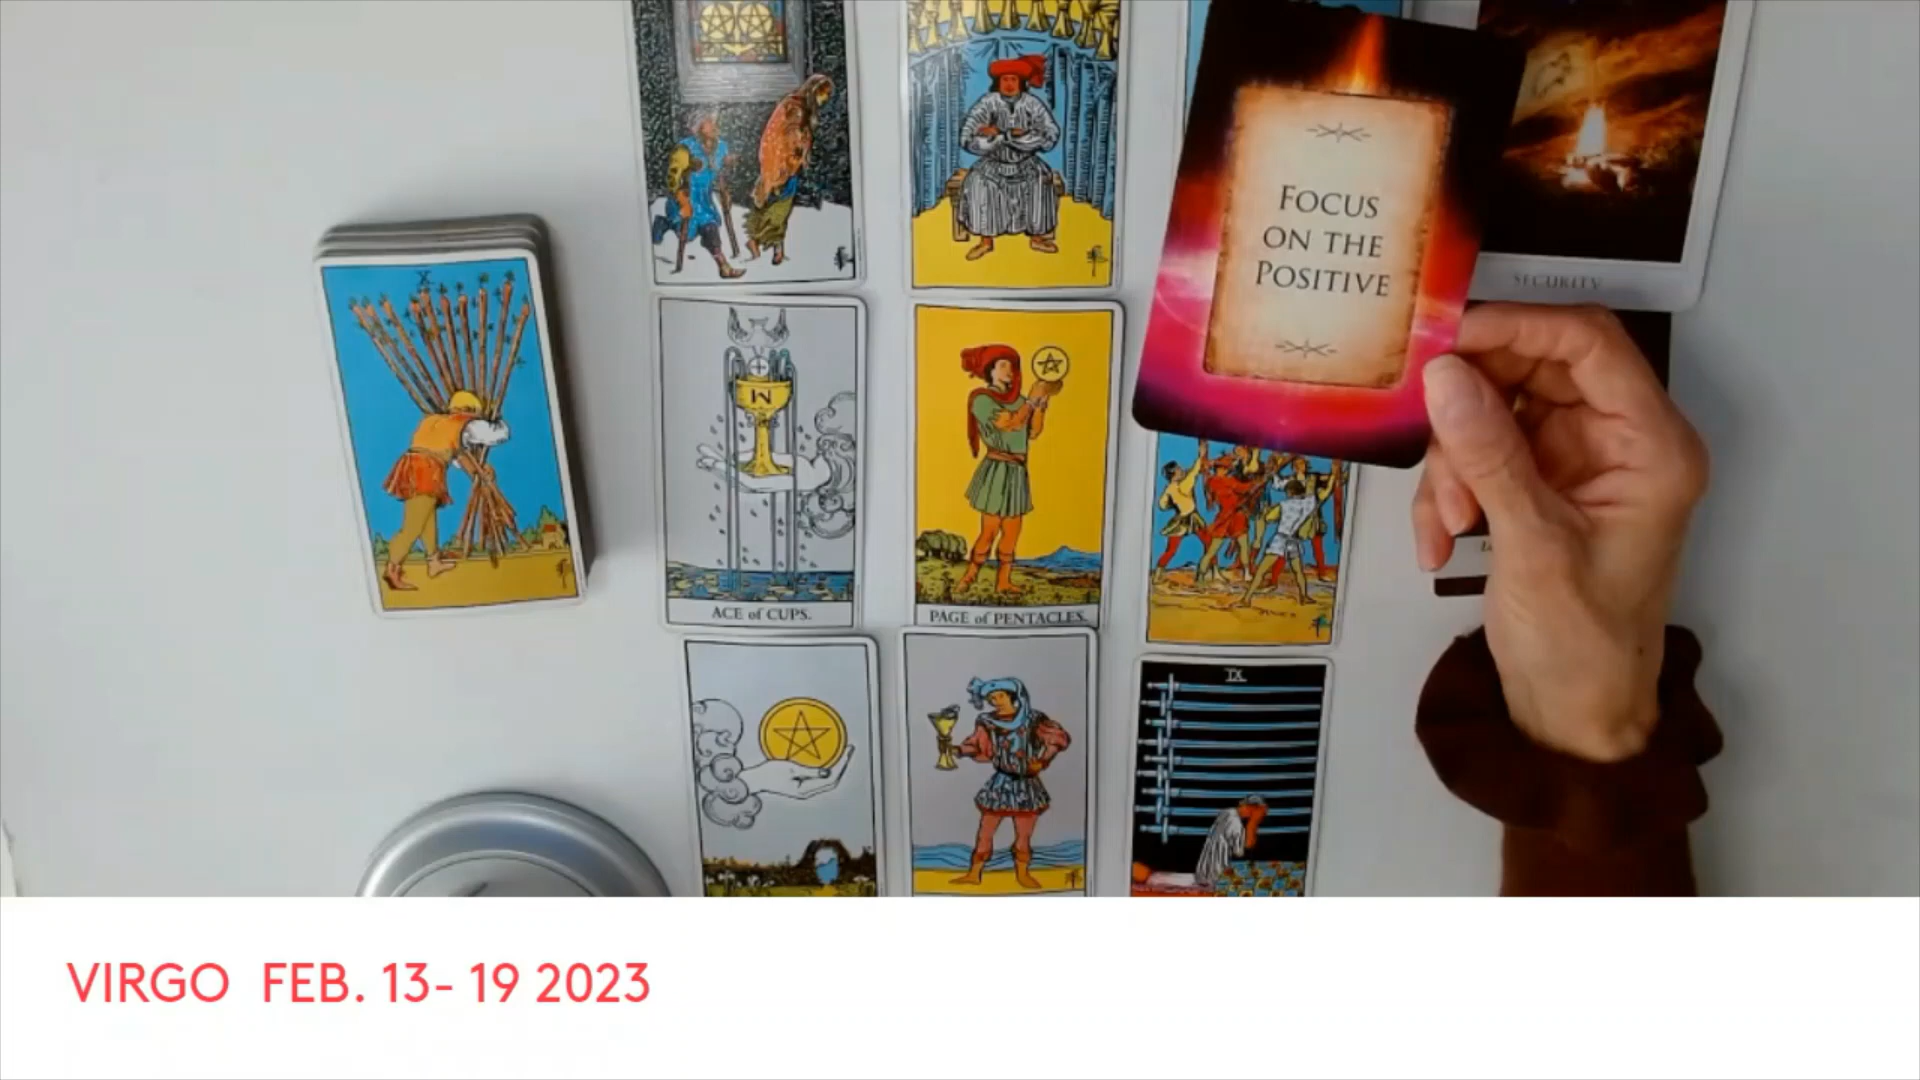 X
FOCUS
ON THE
POSITIVE
SECURITY
M
ACE of CUPS.
PAGE of PENTACLES.
IX
VIRGO FEB. 13- 19 2023